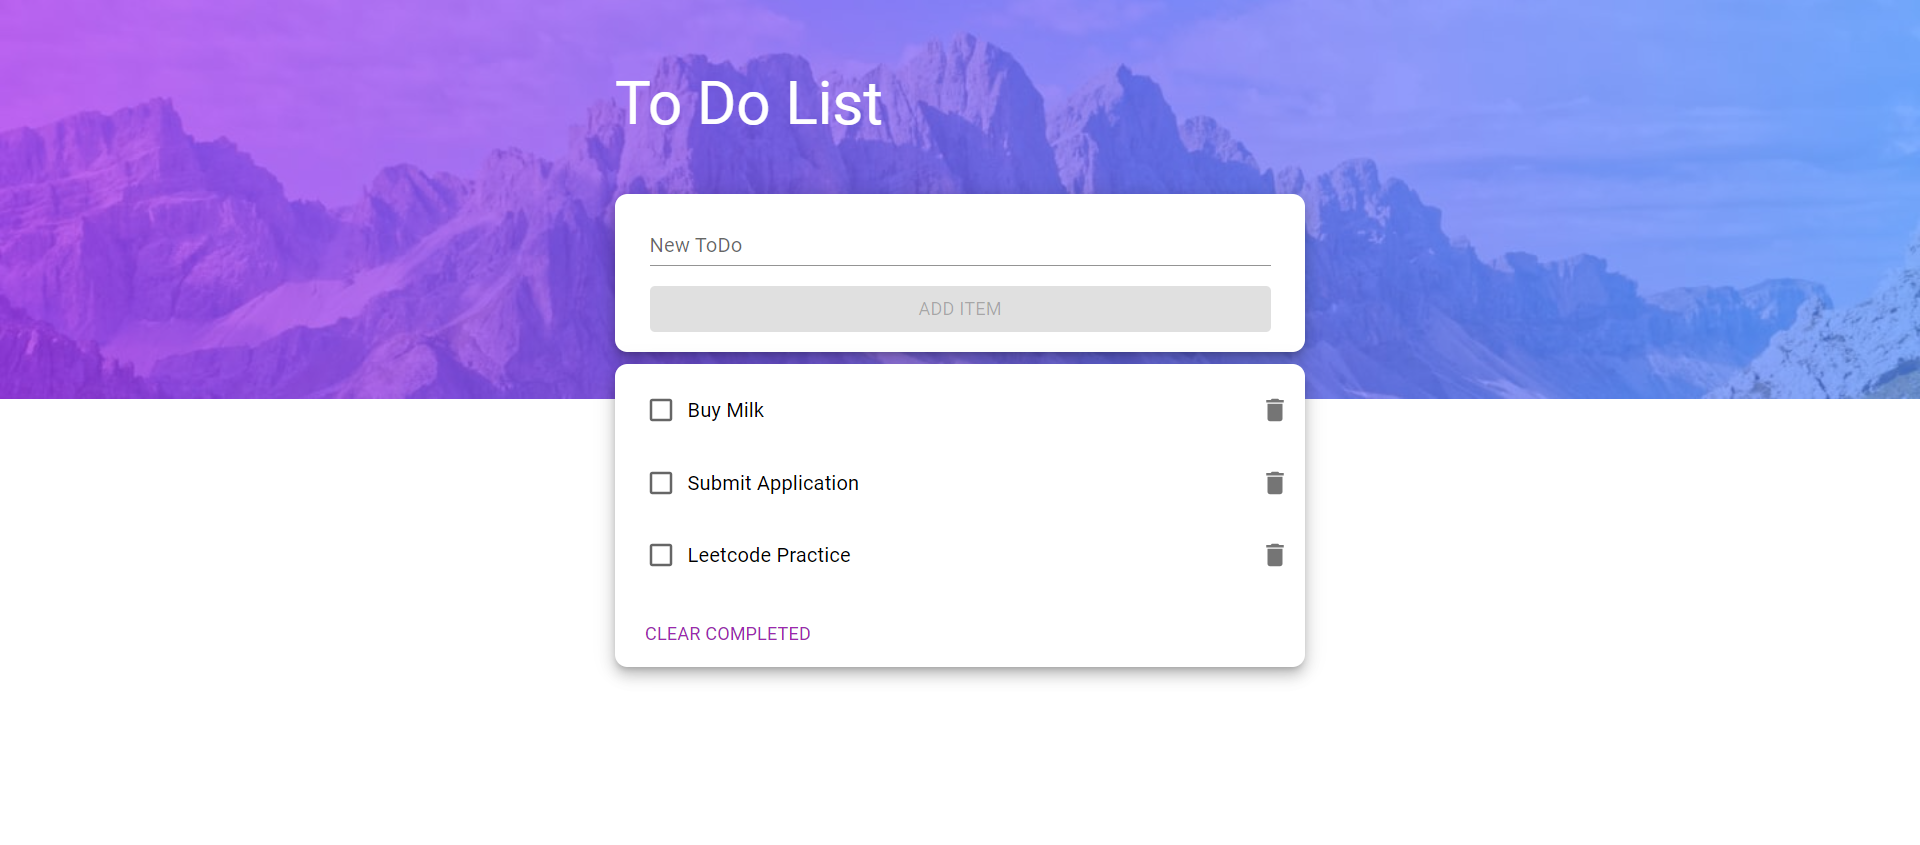 To Do List
New ToDo
ADD ITEM
Buy Milk
Submit Application
Leetcode Practice
CLEAR COMPLETED